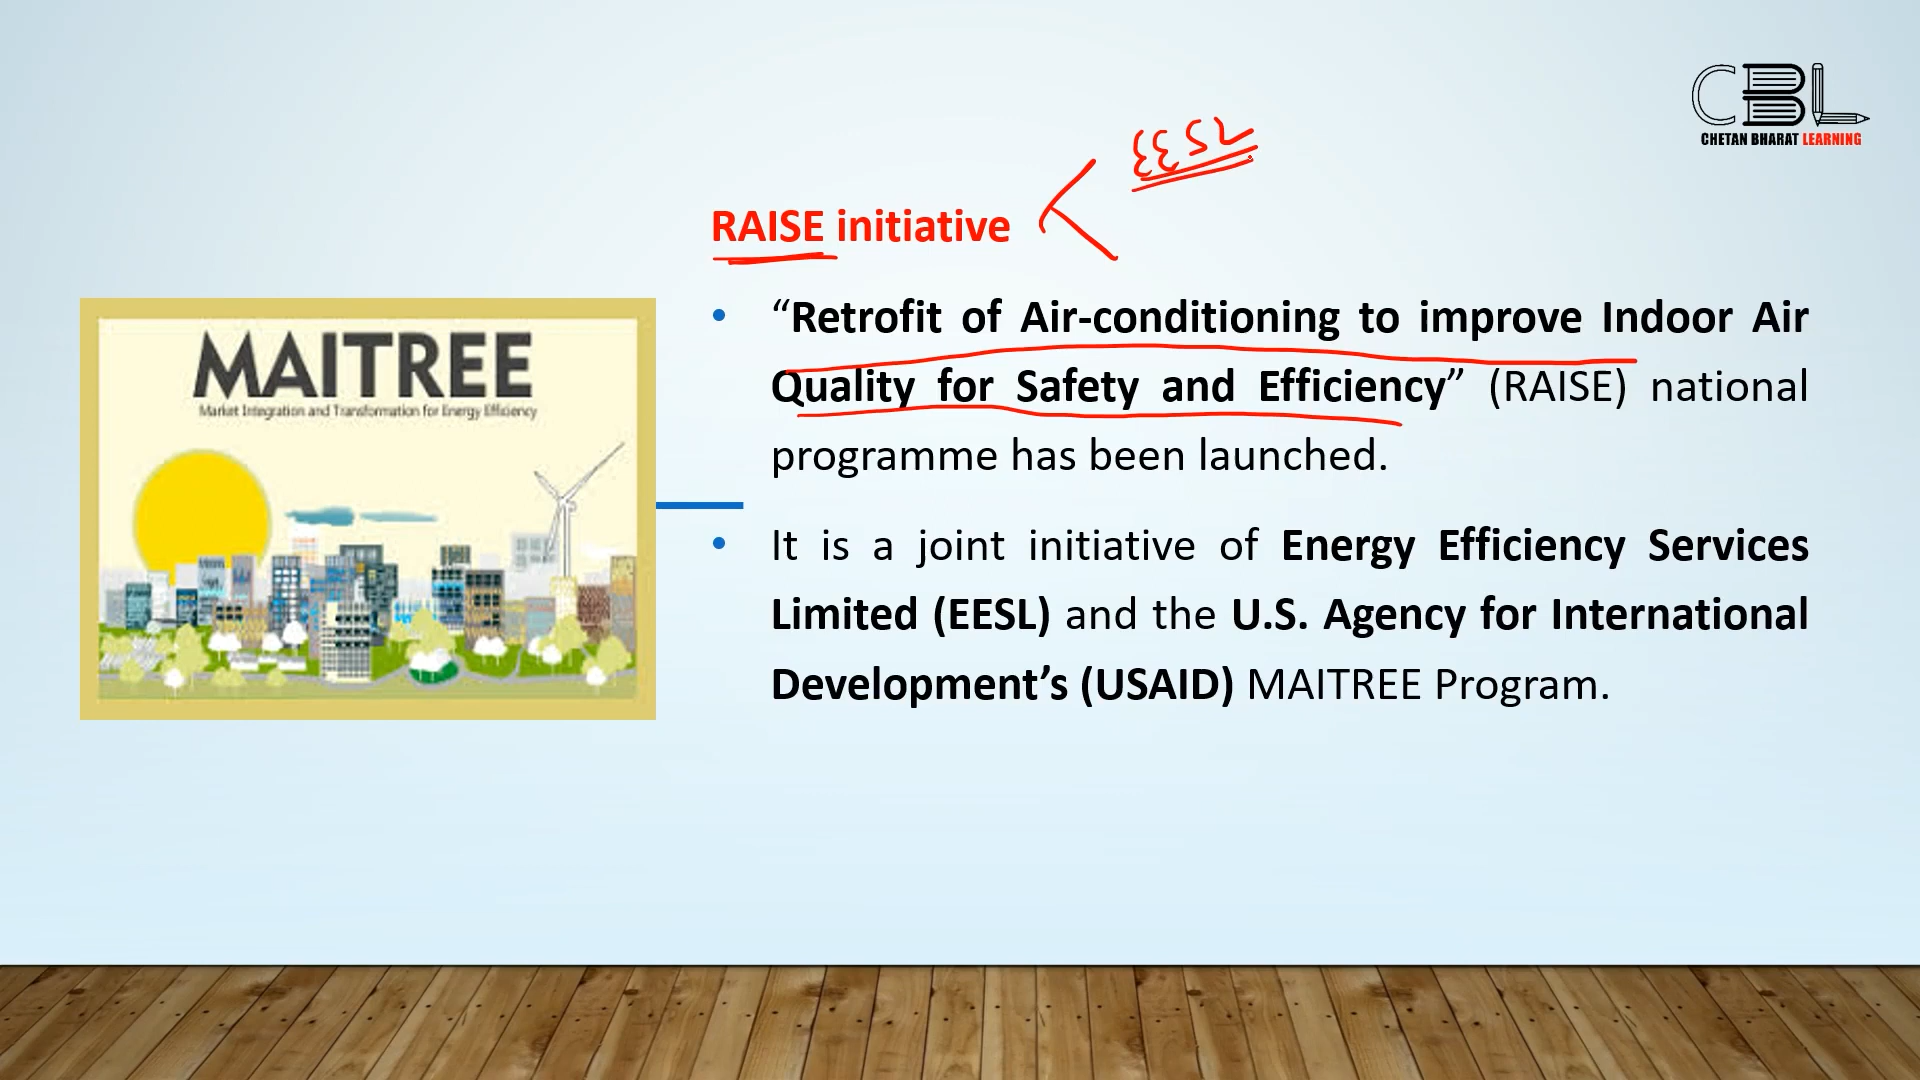 CBL
CHETAN BHARAT LEARNING
EESL
RAISE initiative
MAITREE
Market Integration and Transformation for Energy Efficiency
• “Retrofit of Air-conditioning to improve Indoor Air
Quality for Safety and Efficiency” (RAISE) national
programme has been launched.
• It is a joint initiative of Energy Efficiency Services
Limited (EESL) and the U.S. Agency for International
Development’s (USAID) MAITREE Program.